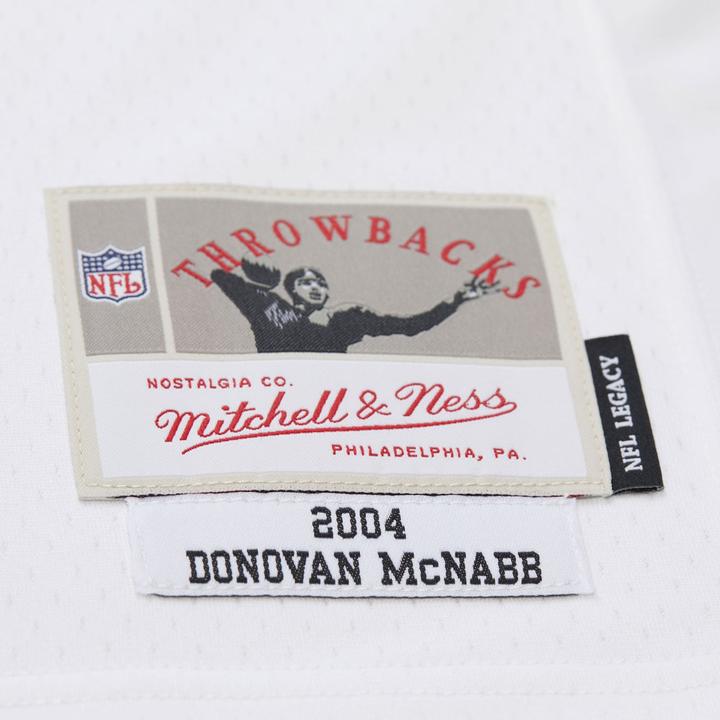 THROWBACKS
NFL
NOSTALGIA CO.
Mitchell & Ness
PHILADELPHIA, PA.
NFL LEGACY
2004
DONOVAN McNABB